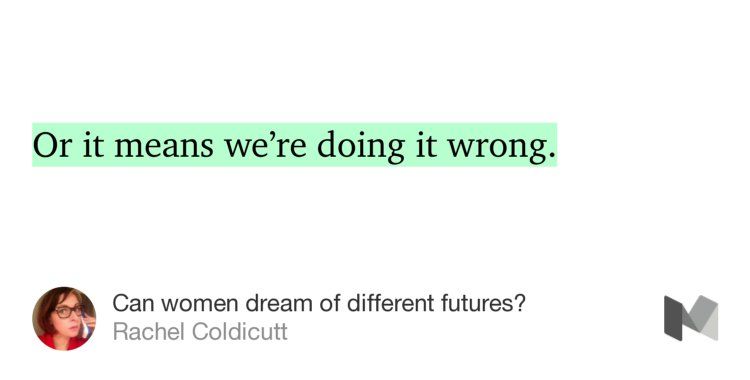 Or it means we’re doing it wrong.
Can women dream of different futures?
Rachel Coldicutt